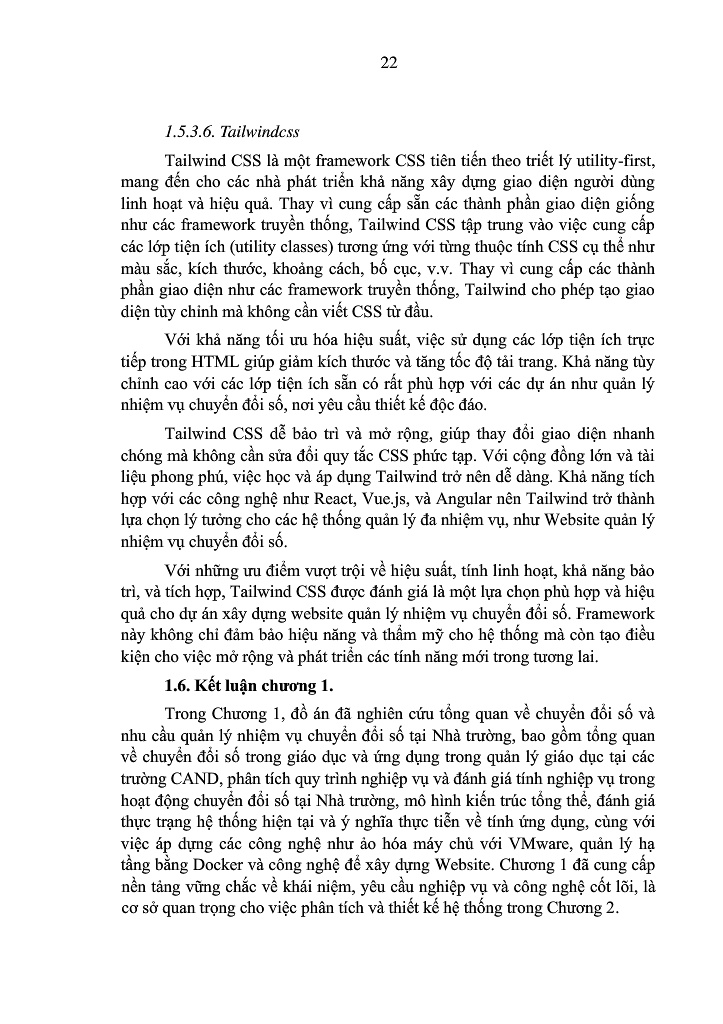 22
1.5.3.6. Tailwindcss
Tailwind CSS là một framework CSS tiên tiến theo triết lý utility-first,
mang đến cho các nhà phát triển khả năng xây dựng giao diện người dùng
linh hoạt và hiệu quả. Thay vì cung cấp sẵn các thành phần giao diện giống
như các framework truyền thống, Tailwind CSS tập trung vào việc cung cấp
các lớp tiện ích (utility classes) tương ứng với từng thuộc tính CSS cụ thể như
màu sắc, kích thước, khoảng cách, bố cục, v.v. Thay vì cung cấp các thành
phần giao diện như các framework truyền thống, Tailwind cho phép tạo giao
diện tùy chỉnh mà không cần viết CSS từ đầu.
Với khả năng tối ưu hóa hiệu suất, việc sử dụng các lớp tiện ích trực
tiếp trong HTML giúp giảm kích thước và tăng tốc độ tải trang. Khả năng tùy
chỉnh cao với các lớp tiện ích sẵn có rất phù hợp với các dự án như quản lý
nhiệm vụ chuyển đổi số, nơi yêu cầu thiết kế độc đáo.
Tailwind CSS dễ bảo trì và mở rộng, giúp thay đổi giao diện nhanh
chóng mà không cần sửa đổi quy tắc CSS phức tạp. Với cộng đồng lớn và tài
liệu phong phú, việc học và áp dụng Tailwind trở nên dễ dàng. Khả năng tích
hợp với các công nghệ như React, Vue.js, và Angular nên Tailwind trở thành
lựa chọn lý tưởng cho các hệ thống quản lý đa nhiệm vụ, như Website quản lý
nhiệm vụ chuyển đổi số.
Với những ưu điểm vượt trội về hiệu suất, tính linh hoạt, khả năng bảo
trì, và tích hợp, Tailwind CSS được đánh giá là một lựa chọn phù hợp và hiệu
quả cho dự án xây dựng website quản lý nhiệm vụ chuyển đổi số. Framework
này không chỉ đảm bảo hiệu năng và thẩm mỹ cho hệ thống mà còn tạo điều
kiện cho việc mở rộng và phát triển các tính năng mới trong tương lai.
1.6. Kết luận chương 1.
Trong Chương 1, đồ án đã nghiên cứu tổng quan về chuyển đổi số và
nhu cầu quản lý nhiệm vụ chuyển đổi số tại Nhà trường, bao gồm tổng quan
về chuyển đổi số trong giáo dục và ứng dụng trong quản lý giáo dục tại các
trường CAND, phân tích quy trình nghiệp vụ và đánh giá tính nghiệp vụ trong
hoạt động chuyển đổi số tại Nhà trường, mô hình kiến trúc tổng thể, đánh giá
thực trạng hệ thống hiện tại và ý nghĩa thực tiễn về tính ứng dụng, cùng với
việc áp dụng các công nghệ như ảo hóa máy chủ với VMware, quản lý hạ
tầng bằng Docker và công nghệ để xây dựng Website. Chương 1 đã cung cấp
nền tảng vững chắc về khái niệm, yêu cầu nghiệp vụ và công nghệ cốt lõi, là
cơ sở quan trọng cho việc phân tích và thiết kế hệ thống trong Chương 2.